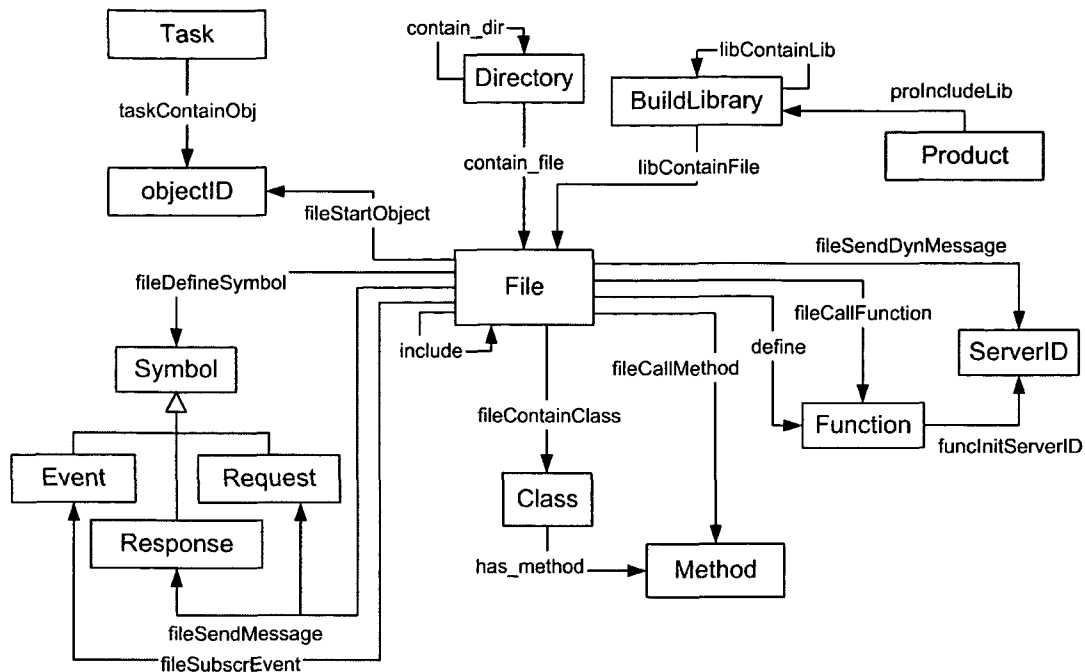 Task
contain_dir
Directory
libContainLib
BuildLibrary
proIncludeLib
Product
taskContainObj
contain_file
libContainFile
objectID
fileStartObject
File
fileSendDynMessage
fileDefineSymbol
fileCallFunction
include
define
ServerID
Symbol
fileCallMethod
fileContainClass
Function
funcInitServerID
Event
Request
Class
Response
has_method
Method
fileSendMessage
fileSubscrEvent